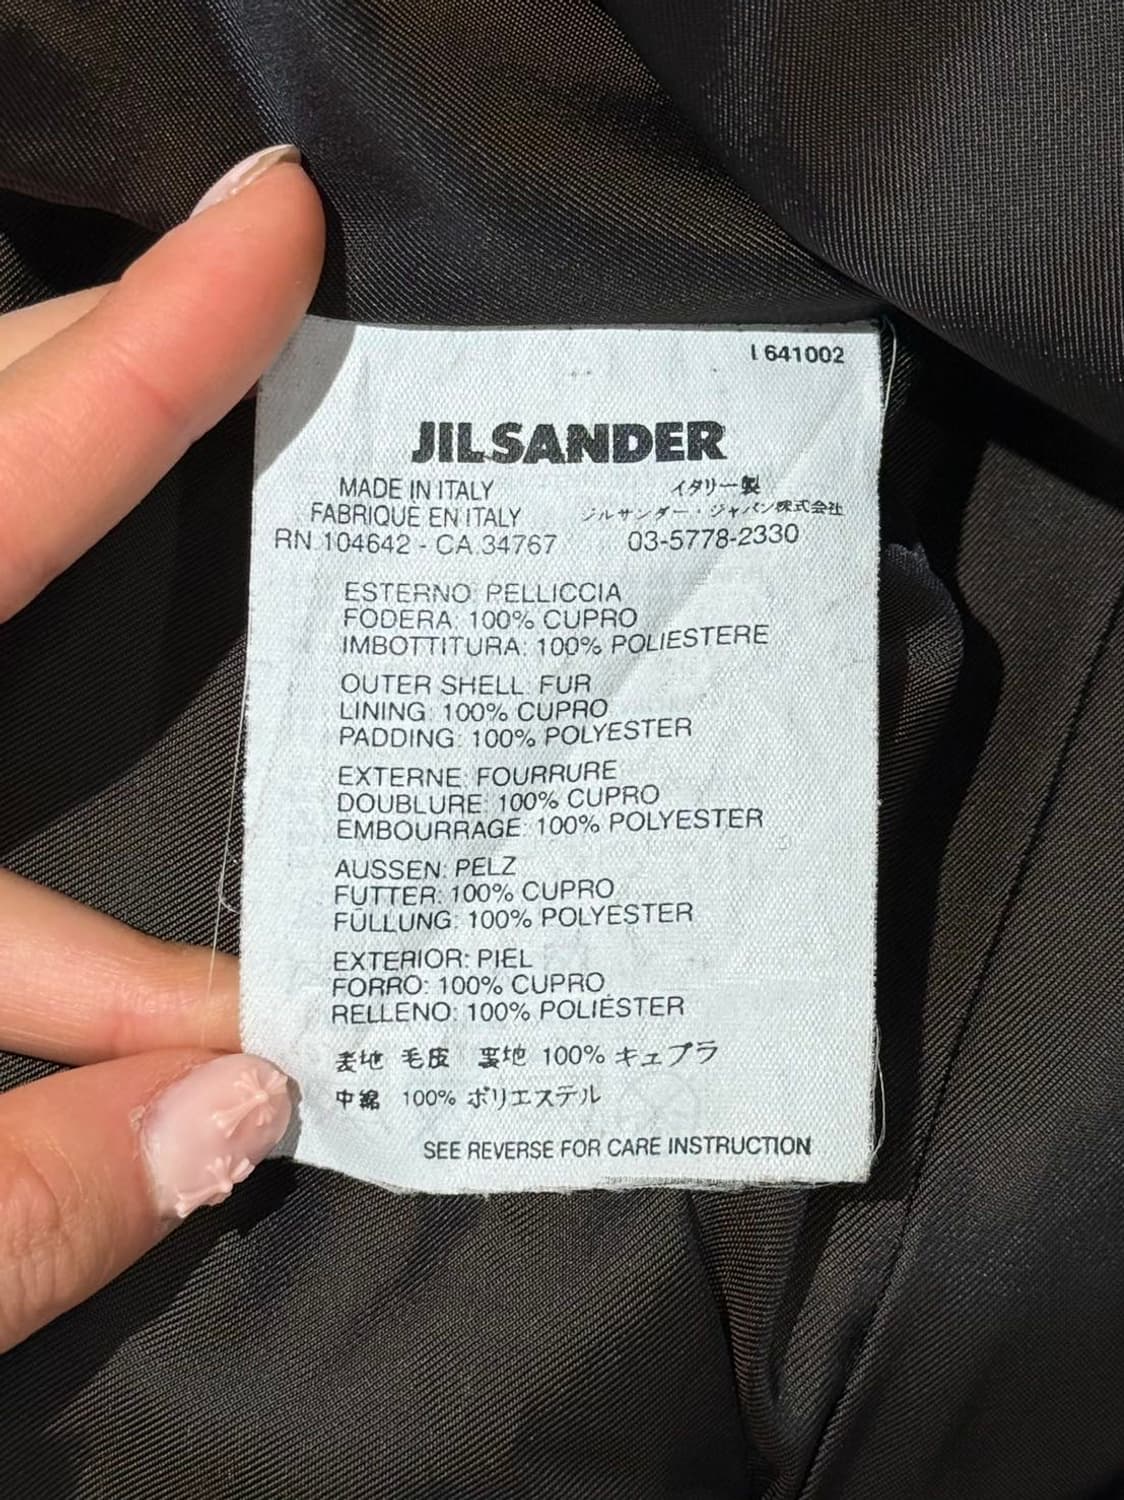 L 641002
JIL SANDER
MADE IN ITALY
FABRIQUÈ EN ITALY
RN 104642 - CA 34767
イタリー製
ジルサンダー・ジャパン株式会社
03-5778-2330
ESTERNO: PELLICCIA
FODERA: 100% CUPRO
IMBOTTITURA: 100% POLIESTERE
OUTER SHELL: FUR
LINING: 100% CUPRO
PADDING: 100% POLYESTER
EXTERNE: FOURRURE
DOUBLURE: 100% CUPRO
EMBOURRAGE: 100% POLYESTER
AUSSEN: PELZ
FUTTER: 100% CUPRO
FÜLLUNG: 100% POLYESTER
EXTERIOR: PIEL
FORRO: 100% CUPRO
RELLENO: 100% POLIÉSTER
表地 毛皮 裏地 100% キュプラ
中綿 100% ポリエステル
SEE REVERSE FOR CARE INSTRUCTION